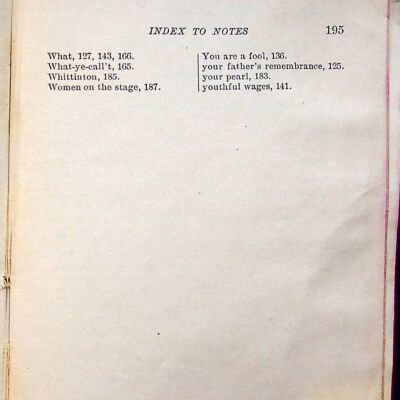 INDEX TO NOTES 195
What, 127, 143, 166.
What-ye-call't, 165.
Whittinton, 185.
Women on the stage, 187.
You are a fool, 136.
your father's remembrance, 125.
your pearl, 183.
youthful wages, 141.